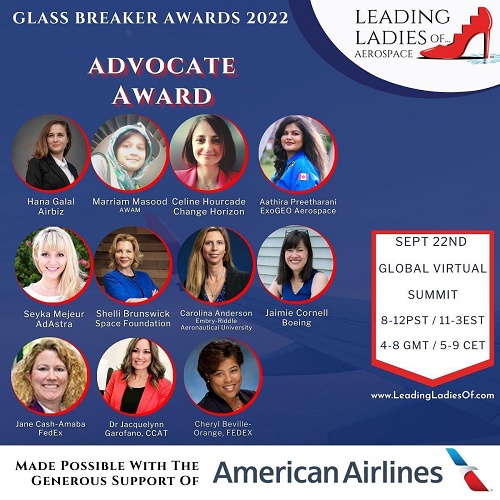 GLASS BREAKER AWARDS 2022
LEADING
LADIES
OF...
AEROSPACE
ADVOCATE
AWARD
Hana Galal
Airbiz
Marriam Masood
AWAM
Celine Hourcade
Change Horizon
Aathira Preetharani
ExoGEO Aerospace
Seyka Mejeur
AdAstra
Shelli Brunswick
Space Foundation
Carolina Anderson
Embry-Riddle
Aeronautical University
Jaimie Cornell
Boeing
SEPT 22ND
GLOBAL VIRTUAL
SUMMIT
8-12PST / 11-3EST
4-8 GMT / 5-9 CET
www.LeadingLadiesOf.com
Jane Cash-Amaba
FedEx
Dr Jacquelynn
Garofano, CCAT
Cheryl Beville-
Orange, FEDEX
MADE POSSIBLE WITH THE
GENEROUS SUPPORT OF
American Airlines